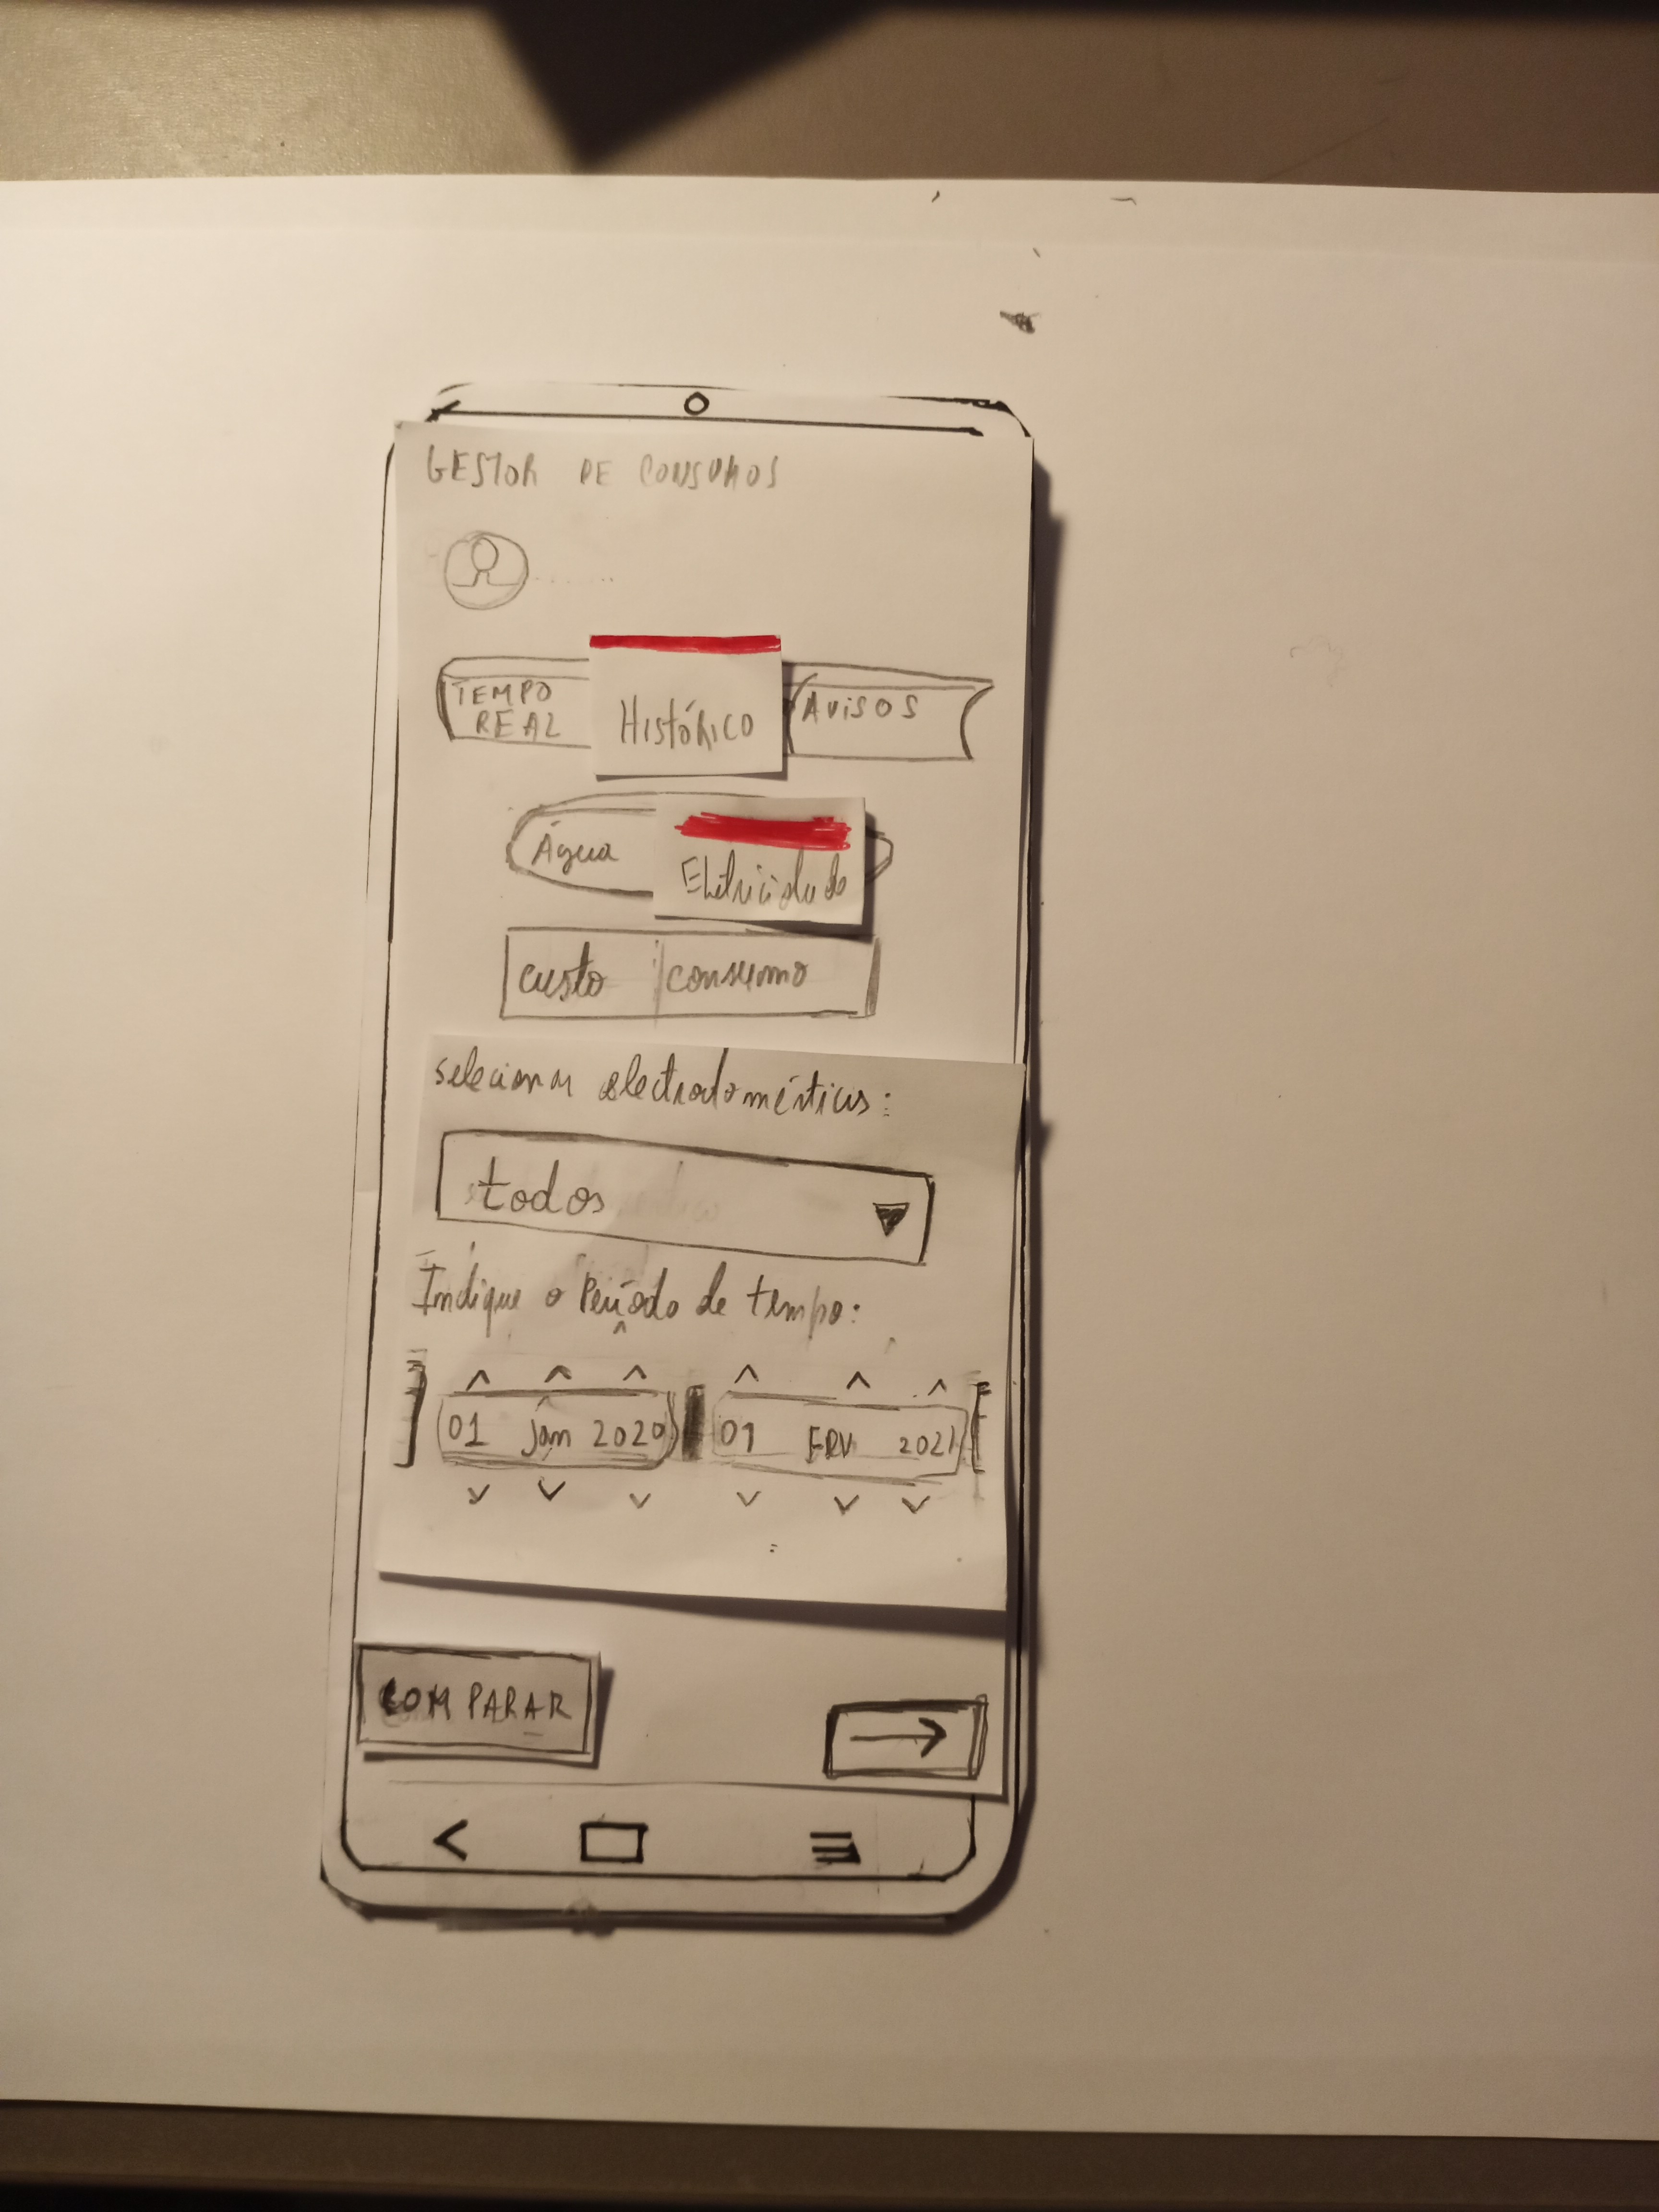 GESTOR DE CONSUMOS
TEMPO REAL
Histórico
Avisos
Água
Eletricidade
custo
consumo
selecionar electrodomésticos:
todos
Indique o Período de tempo:
01 Jan 2020
01 FEV 2021
COMPARAR